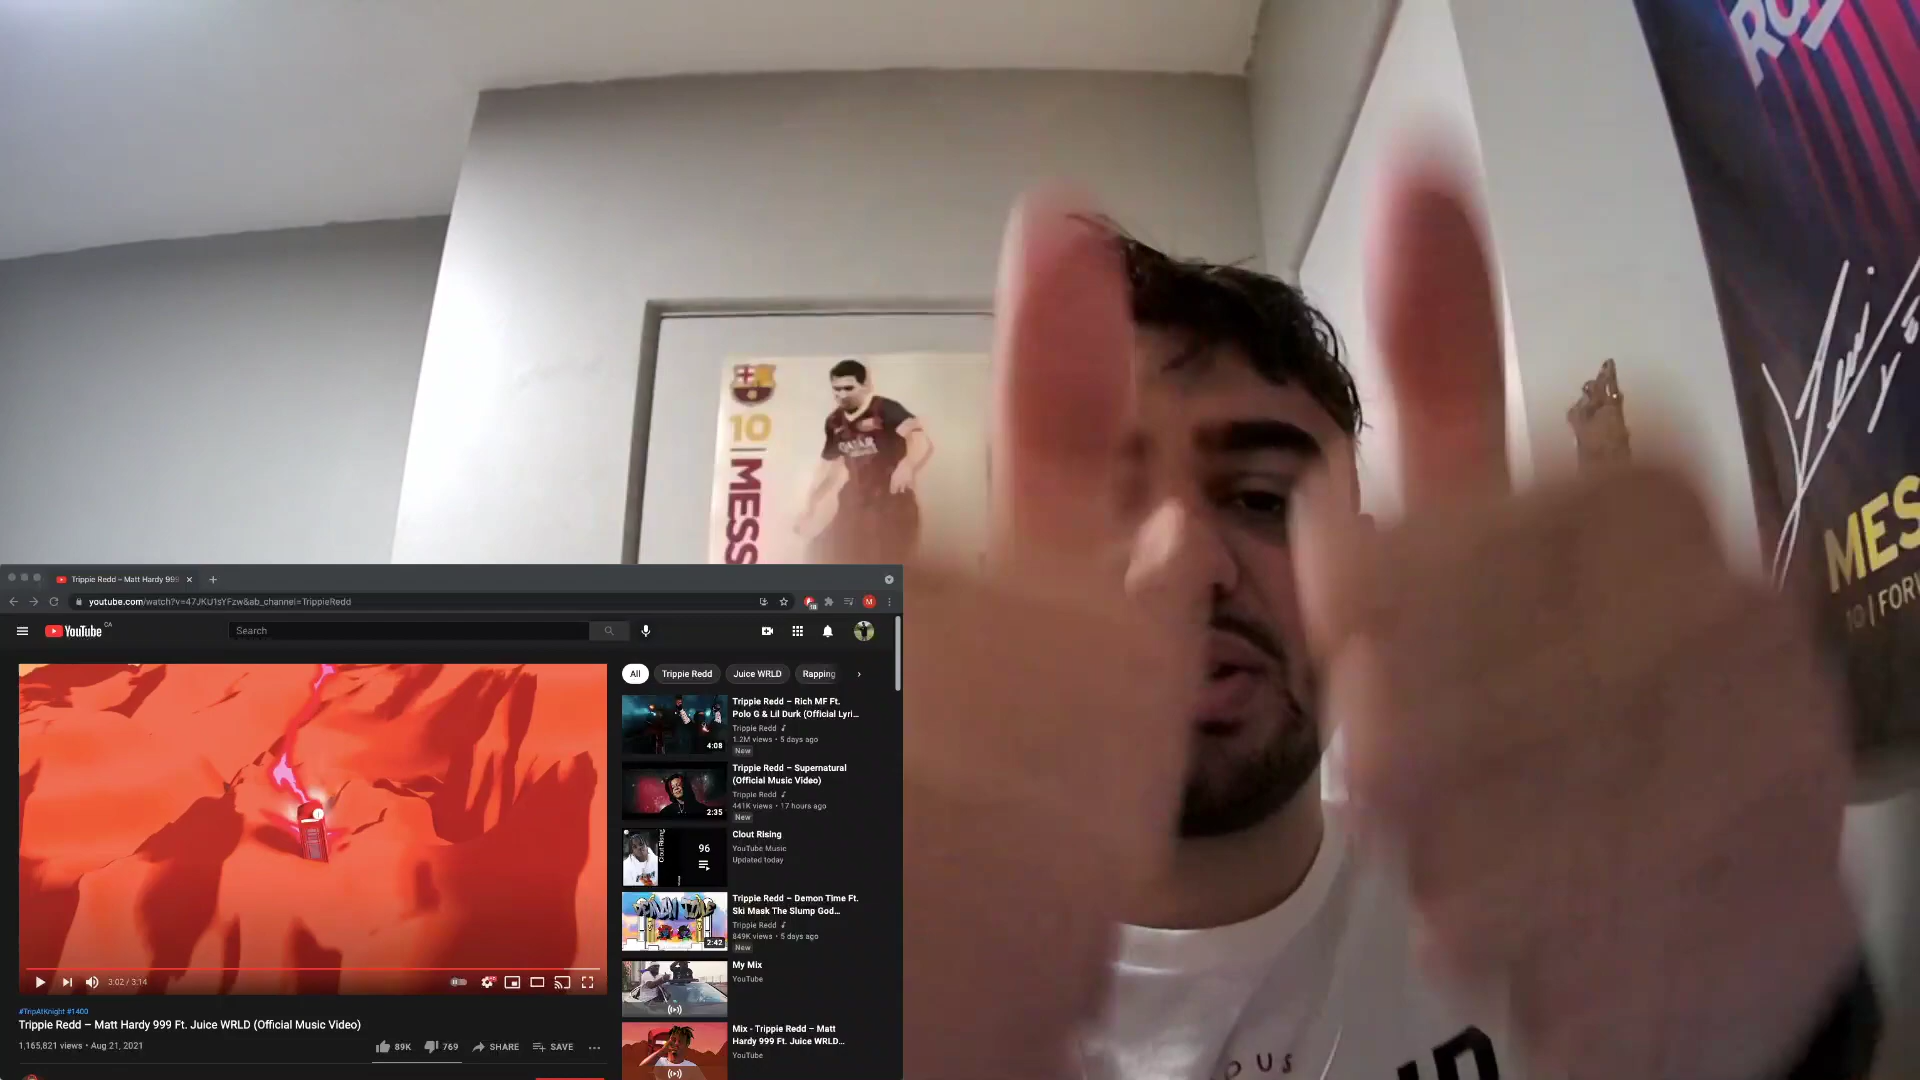 10
MESS
MES
10 | FORW
Trippie Redd – Matt Hardy 999
youtube.com/watch?v=47JKU1sYFzw&ab_channel=TrippieRedd
M
YouTube CA
Search
All
Trippie Redd
Juice WRLD
Rapping
Trippie Redd – Rich MF Ft.
Polo G & Lil Durk (Official Lyri...
Trippie Redd
1.2M views • 5 days ago
New
4:08
Trippie Redd – Supernatural
(Official Music Video)
Trippie Redd
441K views • 17 hours ago
New
2:35
Clout Rising
YouTube Music
Updated today
96
Trippie Redd – Demon Time Ft.
Ski Mask The Slump God...
Trippie Redd
849K views • 5 days ago
New
DEMON TIME
2:42
My Mix
YouTube
Mix - Trippie Redd – Matt
Hardy 999 Ft. Juice WRLD...
YouTube
3:02 / 3:14
#TripAtKnight #1400
Trippie Redd – Matt Hardy 999 Ft. Juice WRLD (Official Music Video)
1,165,821 views • Aug 21, 2021
89K
769
SHARE
SAVE
OUS